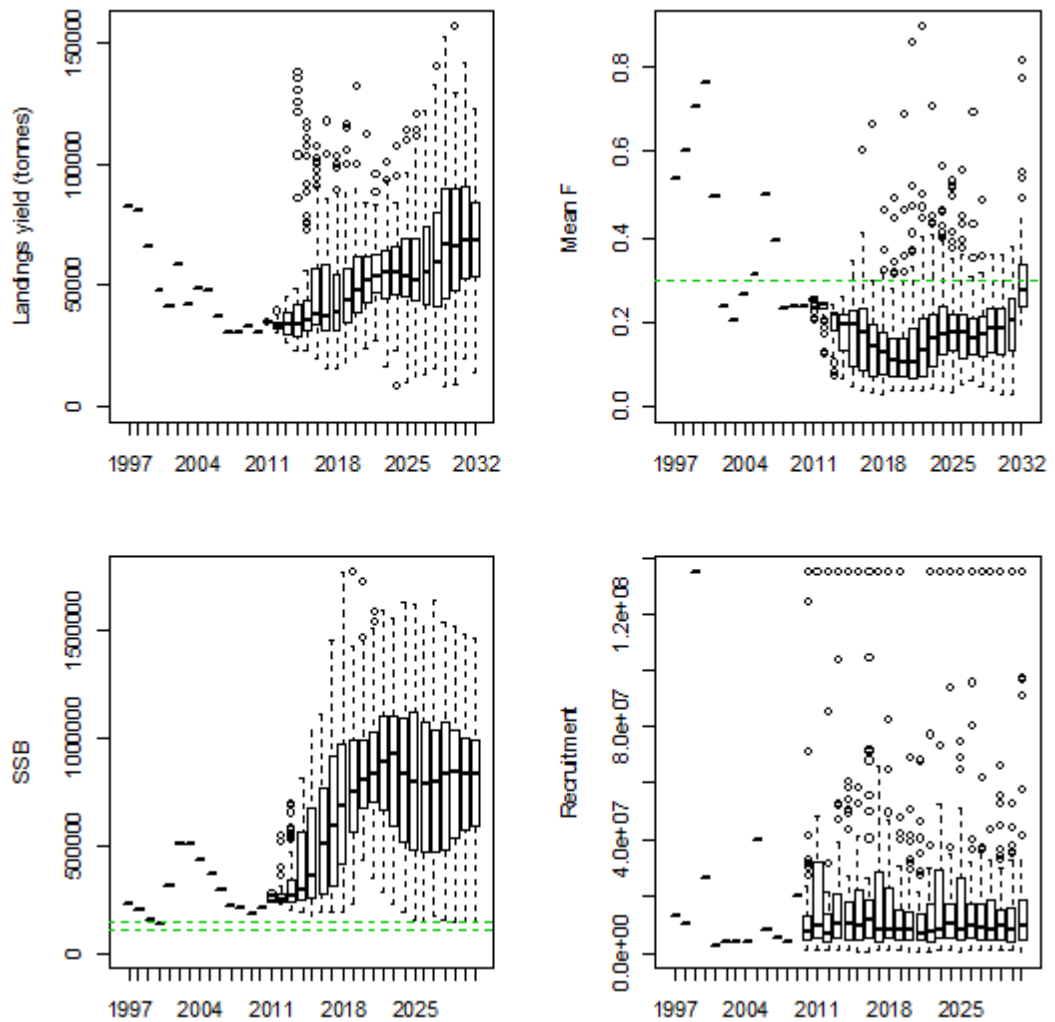 Landings yield (tonnes)
0
50000
100000
150000
1997 2004 2011 2018 2025 2032
Mean F
0.0
0.2
0.4
0.6
0.8
1997 2004 2011 2018 2025 2032
SSB
0
500000
1000000
1500000
1997 2004 2011 2018 2025
Recruitment
0.0e+00
4.0e+07
8.0e+07
1.2e+08
1997 2004 2011 2018 2025